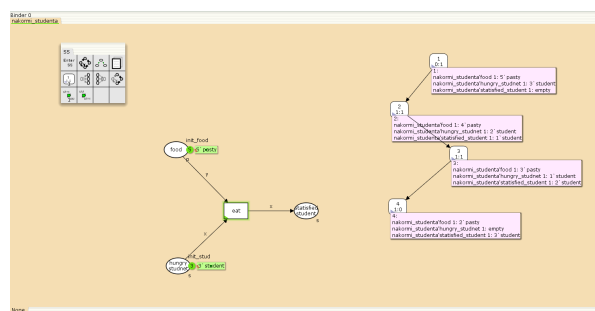 Binder 0
nakormi_studenta
SS
Enter
SS
init_food
food
pasty
p
y
eat
x
statisfied
student
s
x
init_stud
hungry
studnet
student
s
1
0:1
1:
nakormi_studenta'food 1: 5`pasty
nakormi_studenta'hungry_studnet 1: 3`student
nakormi_studenta'statisfied_student 1: empty
2
1:1
2:
nakormi_studenta'food 1: 4`pasty
nakormi_studenta'hungry_studnet 1: 2`student
nakormi_studenta'statisfied_student 1: 1`student
3
1:1
3:
nakormi_studenta'food 1: 3`pasty
nakormi_studenta'hungry_studnet 1: 1`student
nakormi_studenta'statisfied_student 1: 2`student
4
1:0
4:
nakormi_studenta'food 1: 2`pasty
nakormi_studenta'hungry_studnet 1: empty
nakormi_studenta'statisfied_student 1: 3`student
None